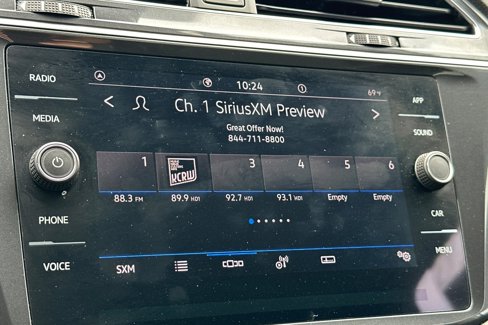 RADIO
10:24
69°F
APP
Ch. 1 SiriusXM Preview
MEDIA
SOUND
Great Offer Now!
844-711-8800
1
3
4
5
6
KCRW
88.3 FM
89.9 HD1
92.7 HD1
93.1 HD1
Empty
Empty
PHONE
CAR
VOICE
SXM
MENU